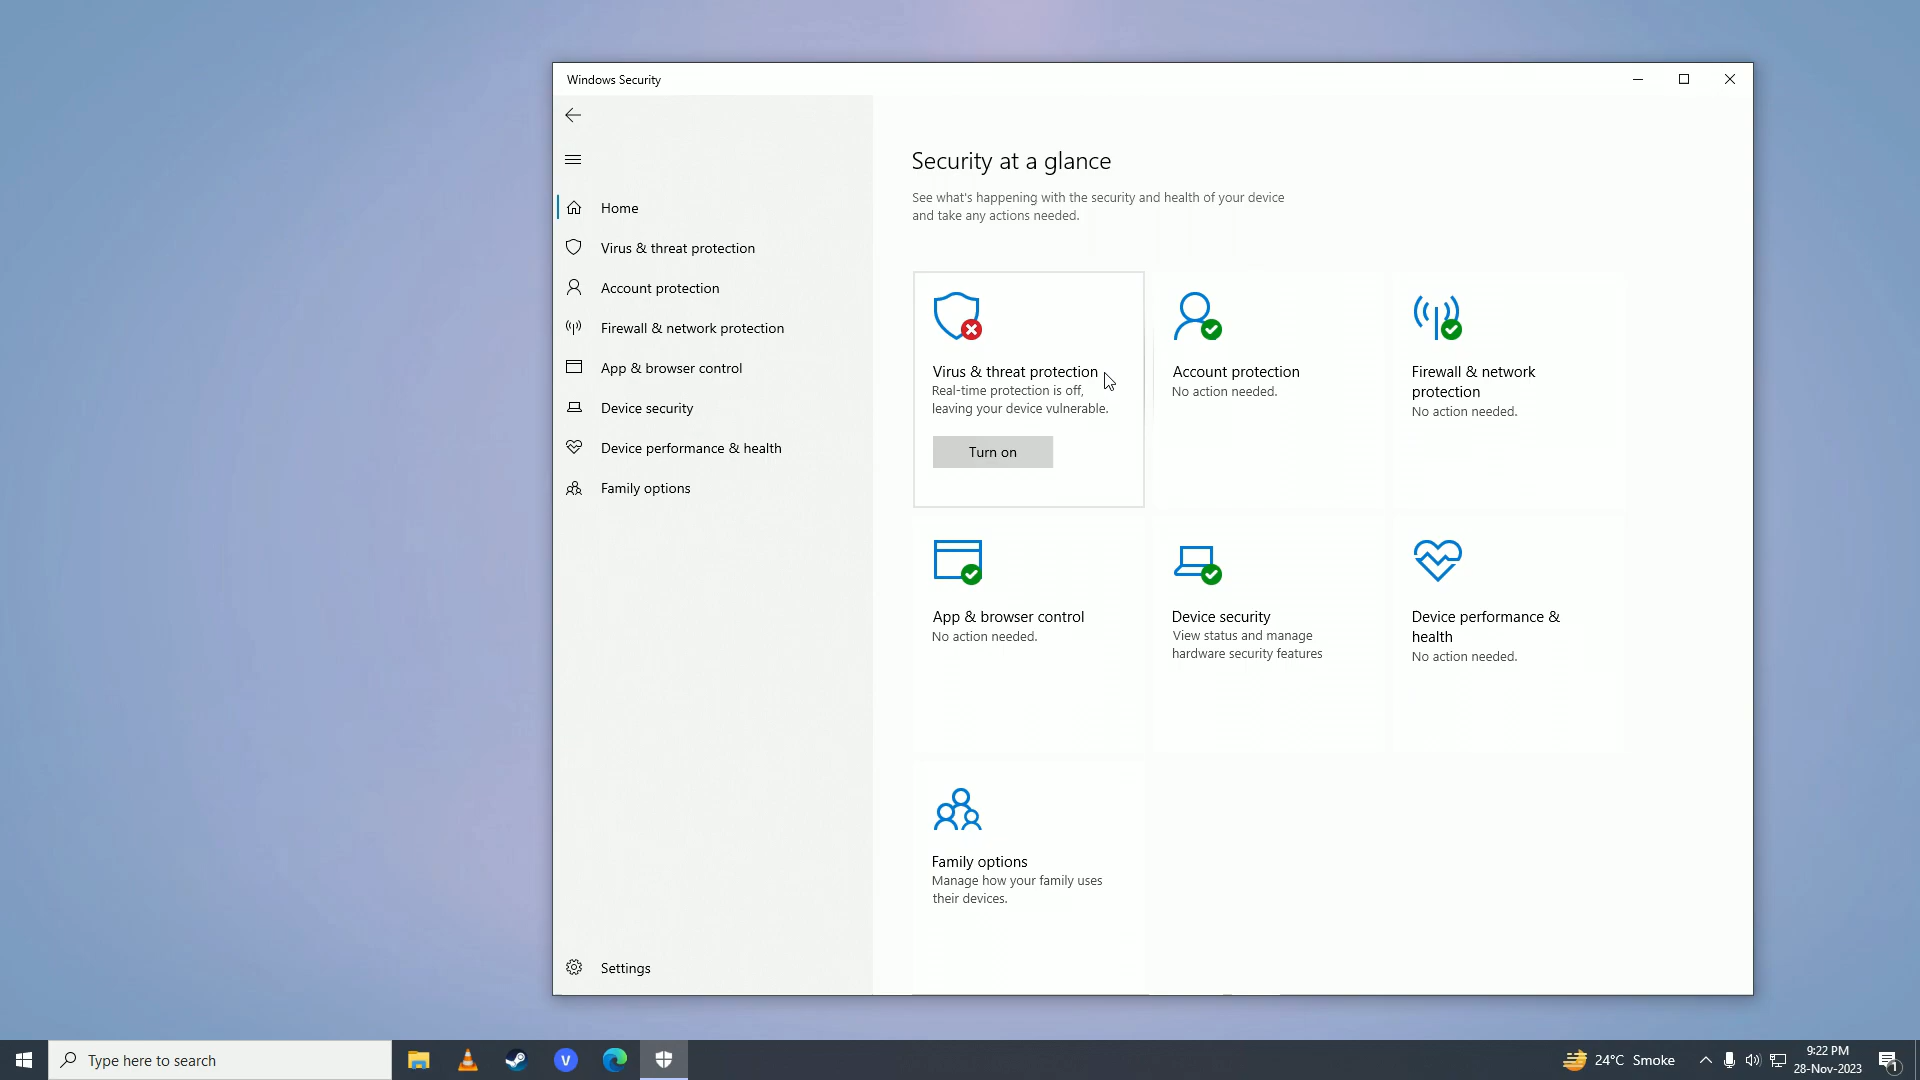 Windows Security
Home
Virus & threat protection
Account protection
Firewall & network protection
App & browser control
Device security
Device performance & health
Family options
Settings
Security at a glance
See what's happening with the security and health of your device
and take any actions needed.
Virus & threat protection
Real-time protection is off,
leaving your device vulnerable.
Turn on
Account protection
No action needed.
Firewall & network
protection
No action needed.
App & browser control
No action needed.
Device security
View status and manage
hardware security features
Device performance &
health
No action needed.
Family options
Manage how your family uses
their devices.
Type here to search
V
24°C Smoke
9:22 PM
28-Nov-2023
1